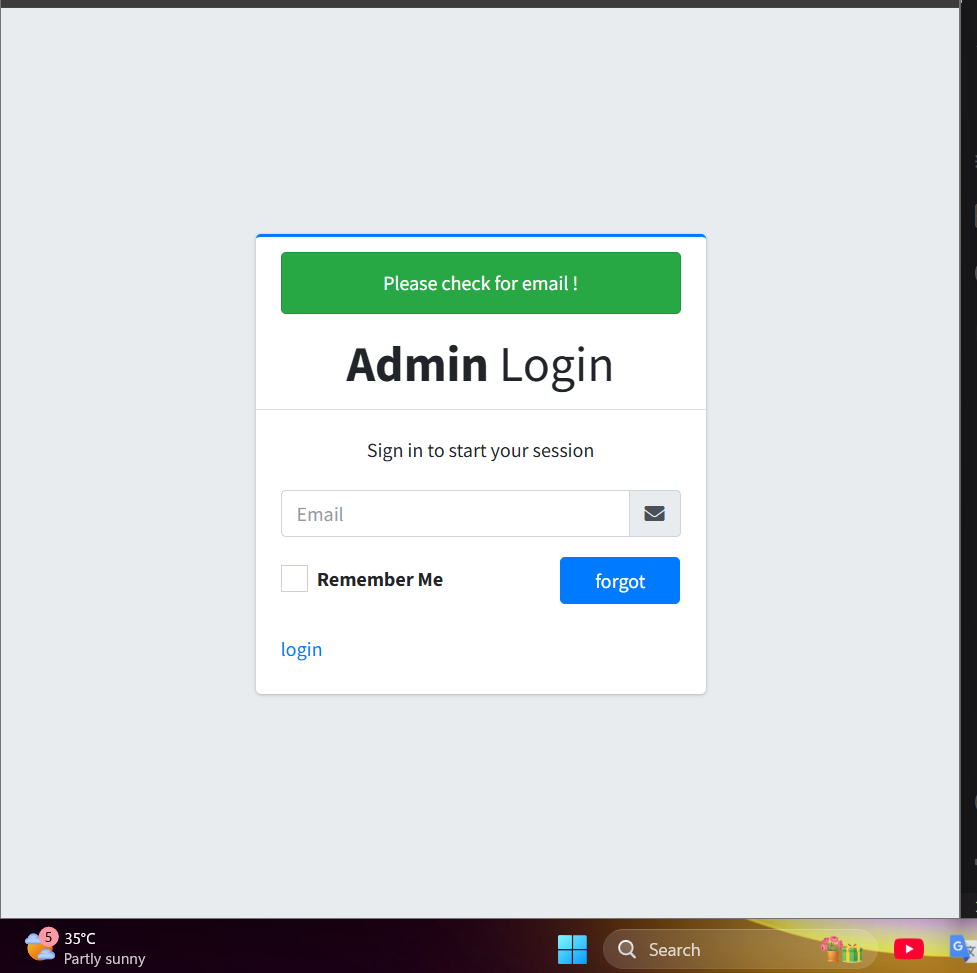 Please check for email !
Admin Login
Sign in to start your session
Email
Remember Me
forgot
login
5
35°C
Partly sunny
Search
G